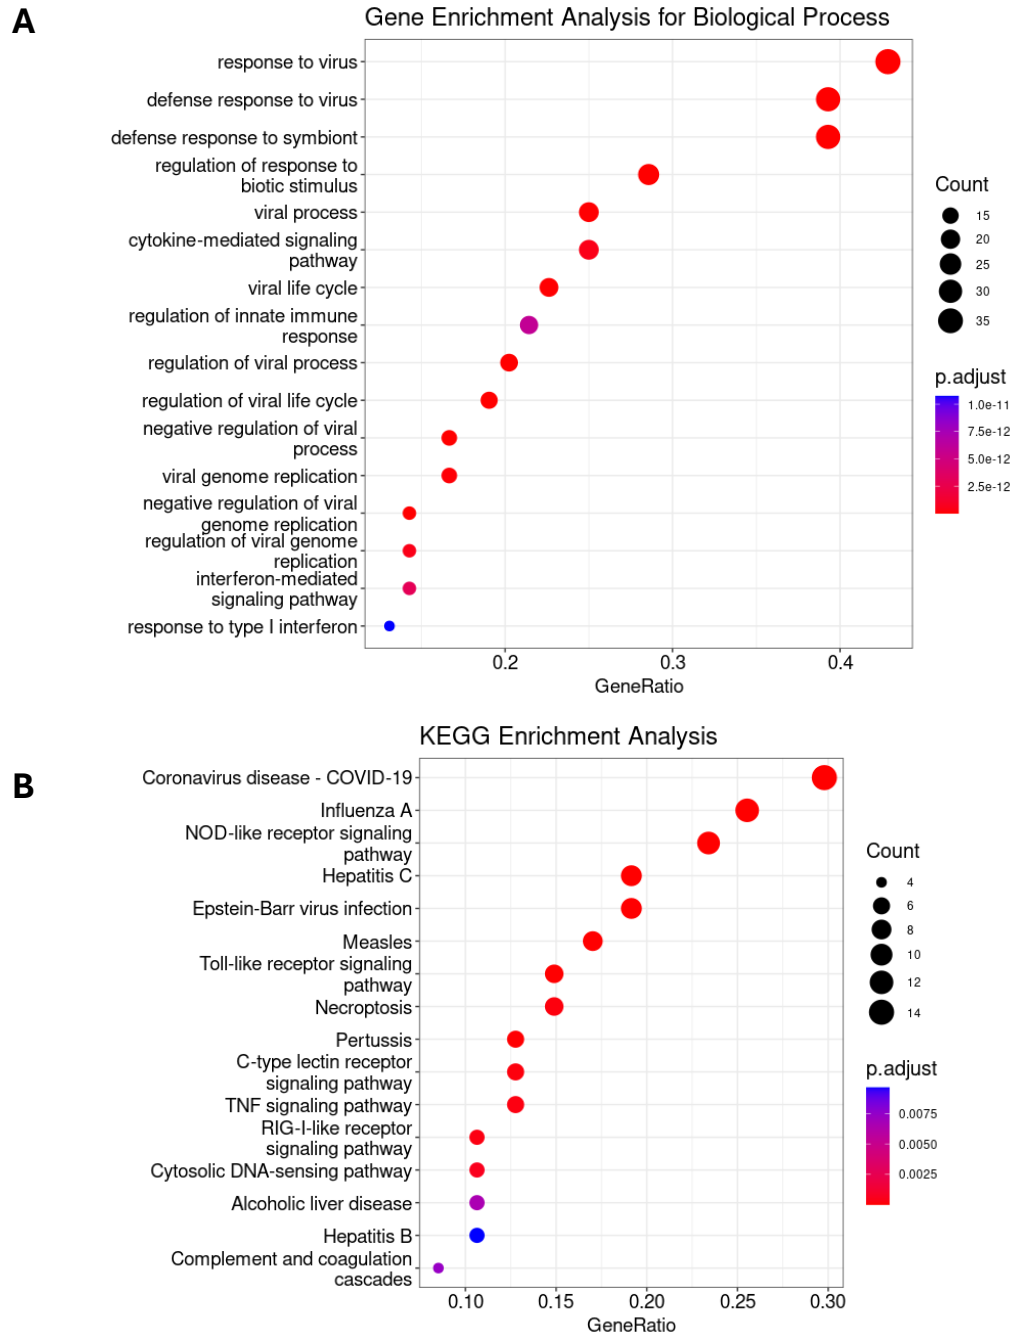 A
Gene Enrichment Analysis for Biological Process
response to virus
defense response to virus
defense response to symbiont
regulation of response to
biotic stimulus
viral process
cytokine-mediated signaling
pathway
viral life cycle
regulation of innate immune
response
regulation of viral process
regulation of viral life cycle
negative regulation of viral
process
viral genome replication
negative regulation of viral
genome replication
regulation of viral genome
replication
interferon-mediated
signaling pathway
response to type I interferon
0.2 0.3 0.4
GeneRatio
Count
15
20
25
30
35
p.adjust
1.0e-11
7.5e-12
5.0e-12
2.5e-12
B
KEGG Enrichment Analysis
Coronavirus disease - COVID-19
Influenza A
NOD-like receptor signaling
pathway
Hepatitis C
Epstein-Barr virus infection
Measles
Toll-like receptor signaling
pathway
Necroptosis
Pertussis
C-type lectin receptor
signaling pathway
TNF signaling pathway
RIG-I-like receptor
signaling pathway
Cytosolic DNA-sensing pathway
Alcoholic liver disease
Hepatitis B
Complement and coagulation
cascades
0.10 0.15 0.20 0.25 0.30
GeneRatio
Count
4
6
8
10
12
14
p.adjust
0.0075
0.0050
0.0025